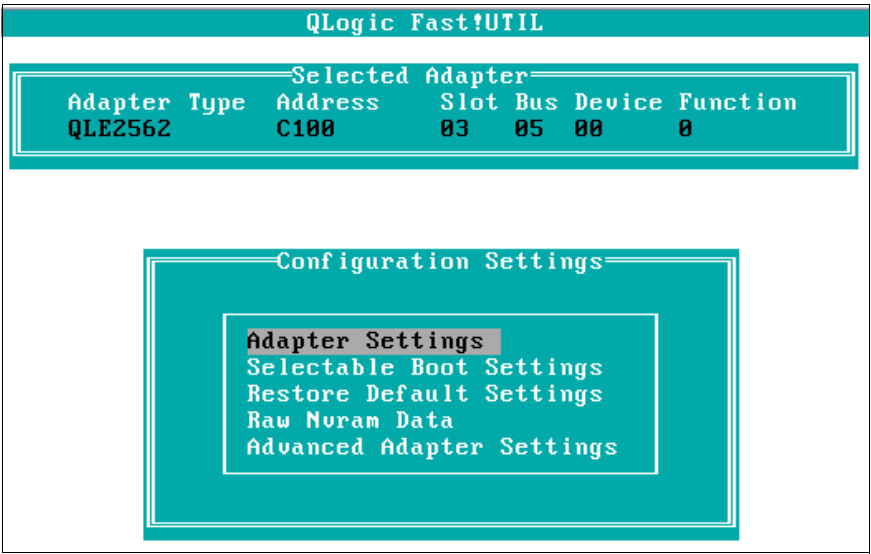 QLogic Fast!UTIL
Selected Adapter
Adapter Type Address Slot Bus Device Function
QLE2562 C100 03 05 00 0
Configuration Settings
Adapter Settings
Selectable Boot Settings
Restore Default Settings
Raw Nvram Data
Advanced Adapter Settings